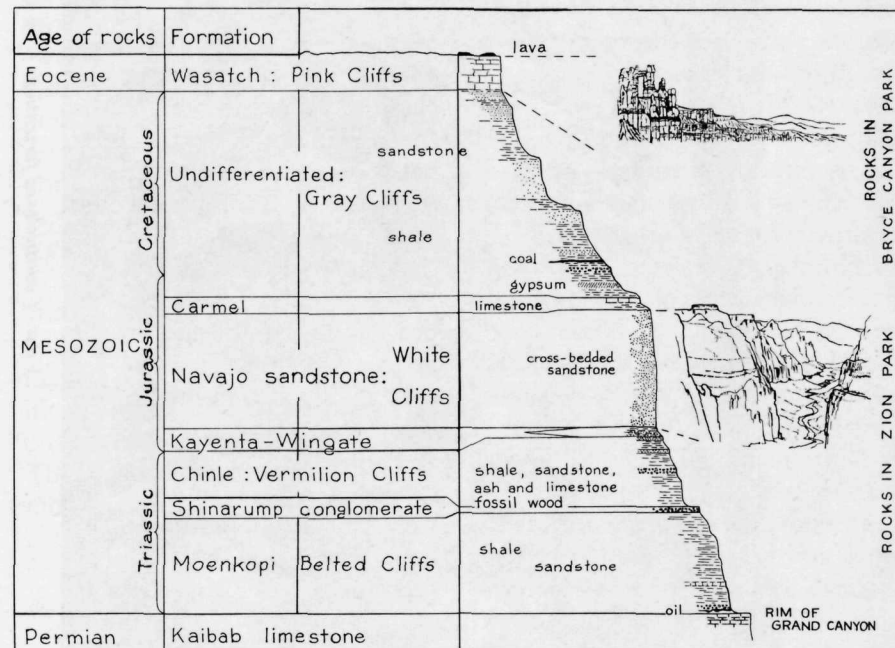 Age of rocks Formation
lava
Eocene Wasatch : Pink Cliffs
Cretaceous
sandstone
Undifferentiated:
Gray Cliffs
shale
coal
gypsum
ROCKS IN
BRYCE CANYON PARK
MESOZOIC
Jurassic
Carmel limestone
White
Navajo sandstone:
Cliffs
cross-bedded
sandstone
Kayenta-Wingate
Triassic
Chinle : Vermilion Cliffs
shale, sandstone,
ash and limestone
fossil wood
Shinarump conglomerate
Moenkopi Belted Cliffs
shale
sandstone
ROCKS IN ZION PARK
oil
RIM OF
GRAND CANYON
Permian Kaibab limestone